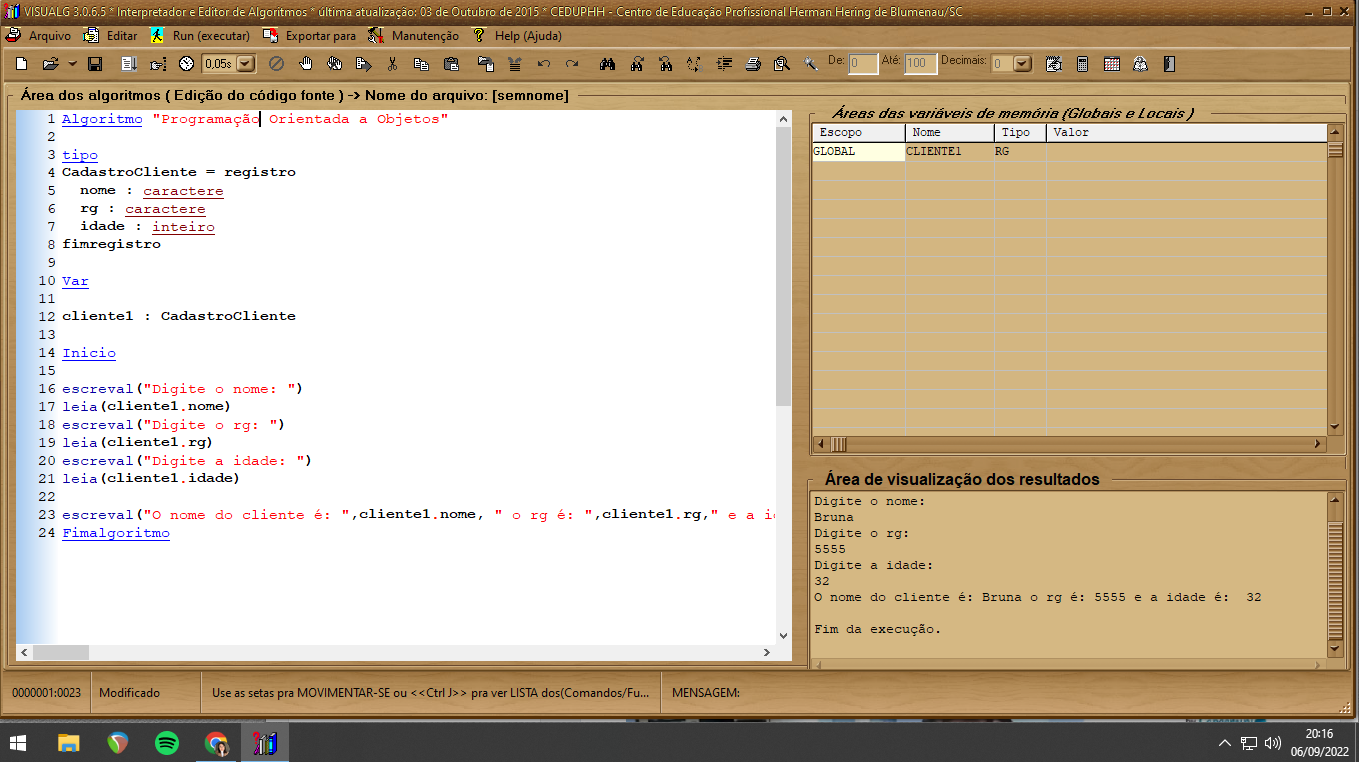 VISUALG 3.0.6.5 * Interpretador e Editor de Algoritmos * última atualização: 03 de Outubro de 2015 * CEDUPHH - Centro de Educação Profissional Herman Hering de Blumenau/SC
Arquivo Editar Run (executar) Exportar para Manutenção Help (Ajuda)
0,05s De: 0 Até: 100 Decimais: 0
Área dos algoritmos ( Edição do código fonte ) -> Nome do arquivo: [semnome]
1 Algoritmo "Programação Orientada a Objetos"
2
3 tipo
4 CadastroCliente = registro
5 nome : caractere
6 rg : caractere
7 idade : inteiro
8 fimregistro
9
10 Var
11
12 cliente1 : CadastroCliente
13
14 Inicio
15
16 escreval("Digite o nome: ")
17 leia(cliente1.nome)
18 escreval("Digite o rg: ")
19 leia(cliente1.rg)
20 escreval("Digite a idade: ")
21 leia(cliente1.idade)
22
23 escreval("O nome do cliente é: ",cliente1.nome, " o rg é: ",cliente1.rg," e a i
24 Fimalgoritmo
Áreas das variáveis de memória (Globais e Locais )
Escopo Nome Tipo Valor
GLOBAL CLIENTE1 RG
Área de visualização dos resultados
Digite o nome:
Bruna
Digite o rg:
5555
Digite a idade:
32
O nome do cliente é: Bruna o rg é: 5555 e a idade é:  32
Fim da execução.
0000001:0023 Modificado Use as setas pra MOVIMENTAR-SE ou <<Ctrl J>> pra ver LISTA dos(Comandos/Fu... MENSAGEM:
20:16
06/09/2022